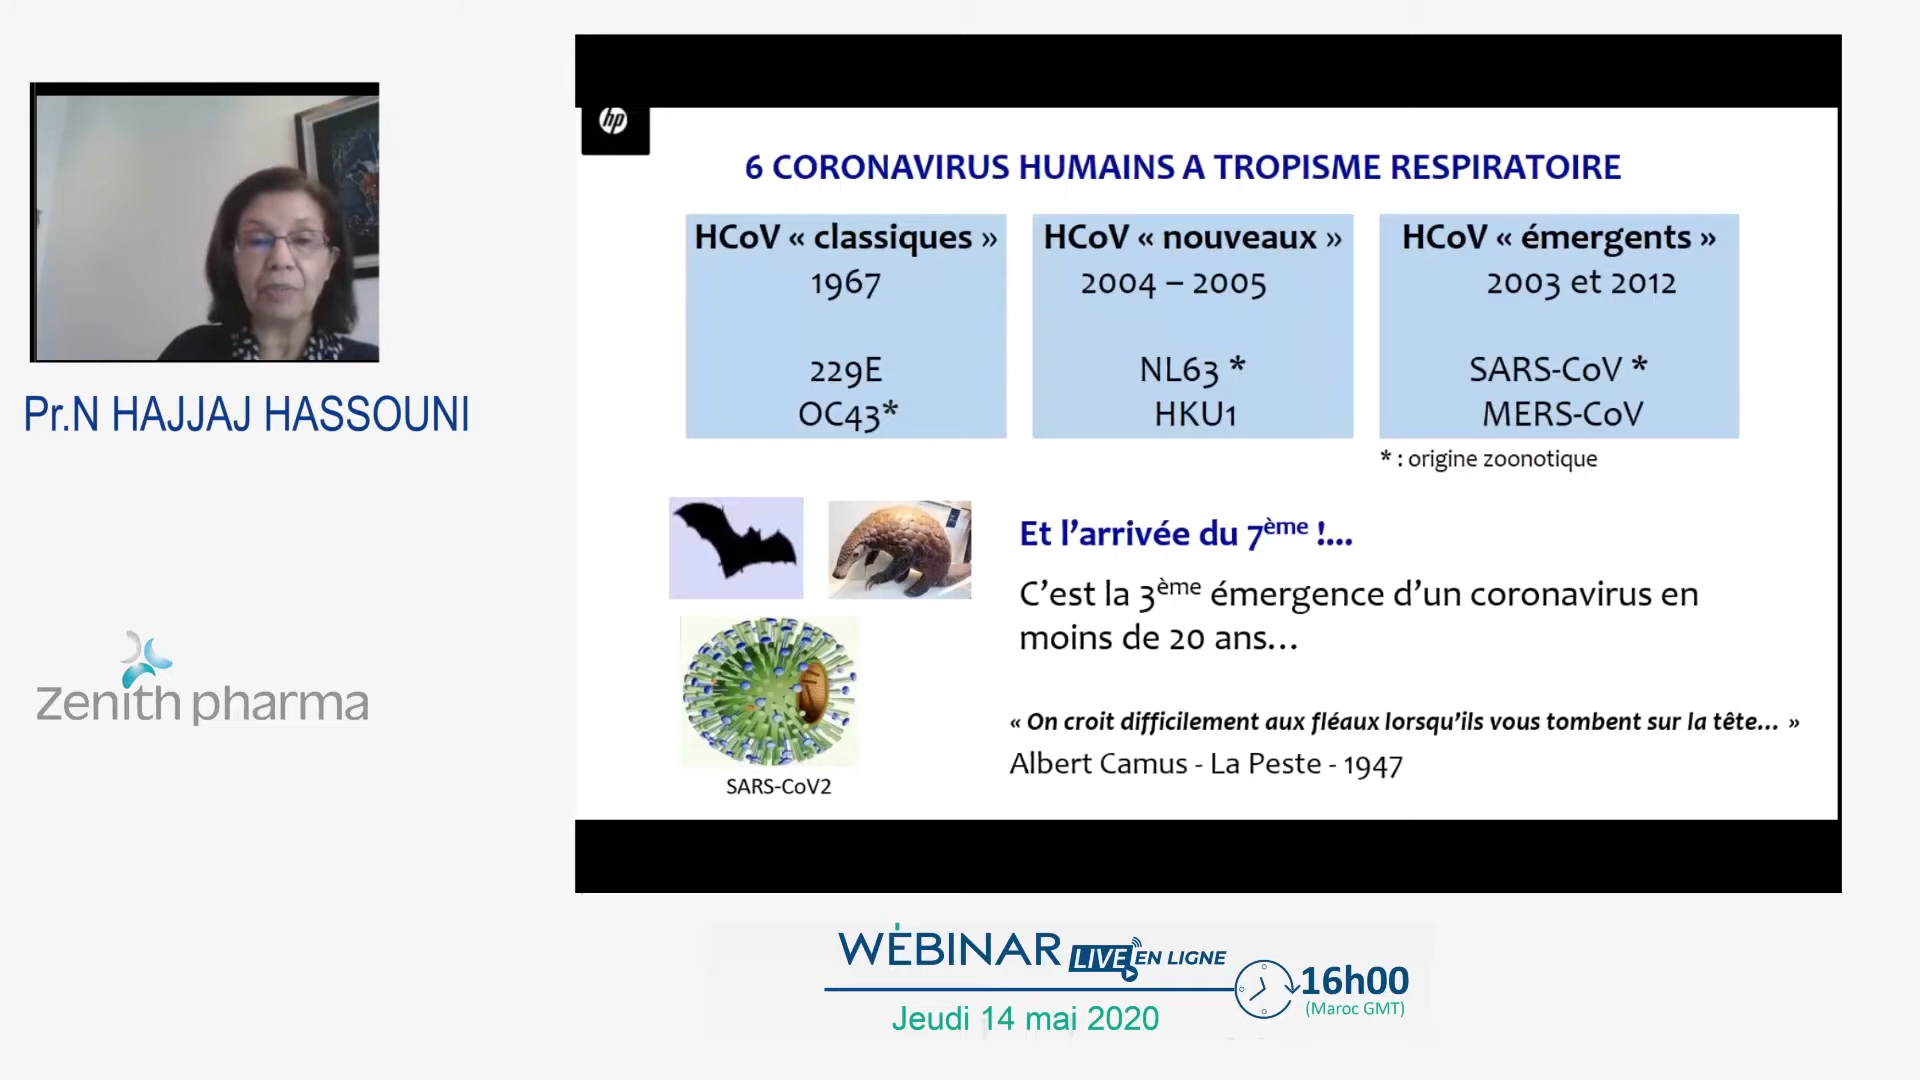 hp
6 CORONAVIRUS HUMAINS A TROPISME RESPIRATOIRE
HCoV « classiques »
1967
229E
OC43*
HCoV « nouveaux »
2004 – 2005
NL63 *
HKU1
HCoV « émergents »
2003 et 2012
SARS-CoV *
MERS-CoV
* : origine zoonotique
Pr.N HAJJAJ HASSOUNI
Et l’arrivée du 7ème !...
C’est la 3ème émergence d’un coronavirus en
moins de 20 ans…
« On croit difficilement aux fléaux lorsqu’ils vous tombent sur la tête… »
Albert Camus - La Peste - 1947
SARS-CoV2
zenith pharma
WEBINAR LIVE EN LIGNE
16h00
(Maroc GMT)
Jeudi 14 mai 2020